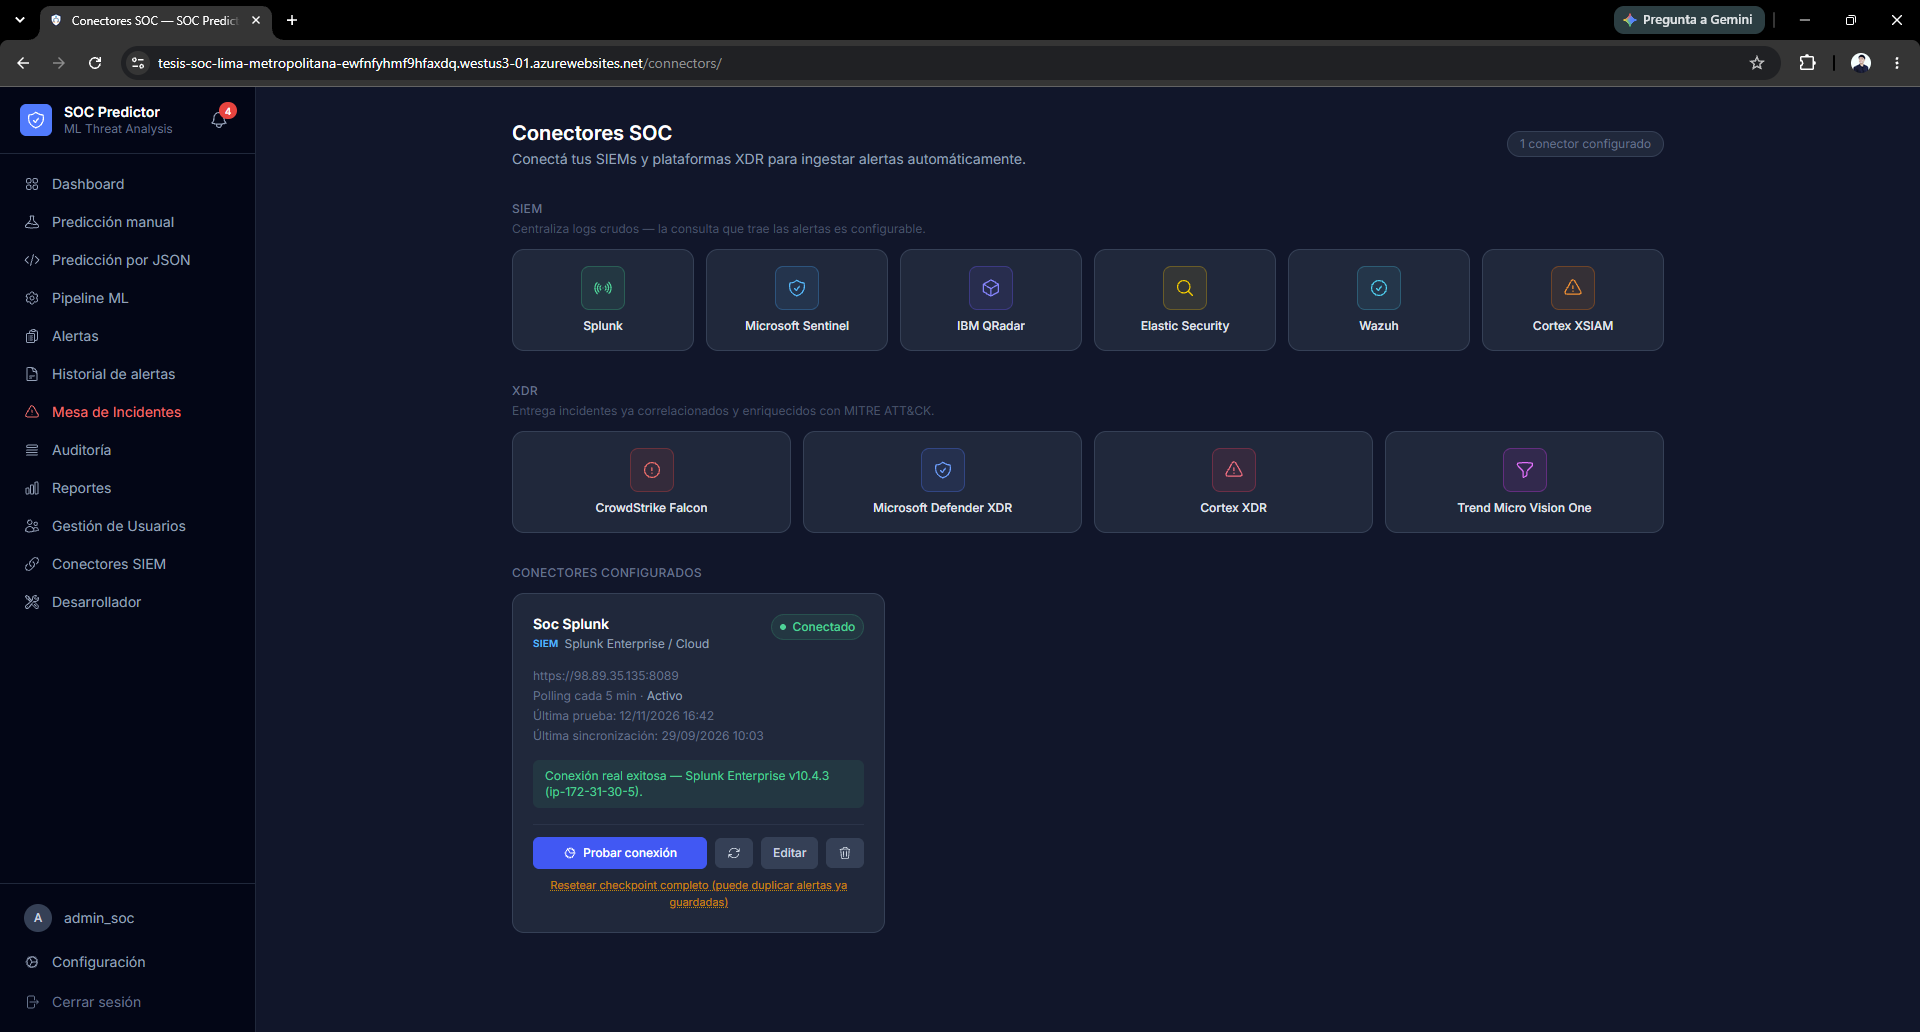 Conectores SOC — SOC Predict
Pregunta a Gemini
tesis-soc-lima-metropolitana-ewfnfyhmf9hfaxdq.westus3-01.azurewebsites.net/connectors/
SOC Predictor
ML Threat Analysis
4
Dashboard
Predicción manual
Predicción por JSON
Pipeline ML
Alertas
Historial de alertas
Mesa de Incidentes
Auditoría
Reportes
Gestión de Usuarios
Conectores SIEM
Desarrollador
A
admin_soc
Configuración
Cerrar sesión
Conectores SOC
Conectá tus SIEMs y plataformas XDR para ingestar alertas automáticamente.
1 conector configurado
SIEM
Centraliza logs crudos — la consulta que trae las alertas es configurable.
Splunk
Microsoft Sentinel
IBM QRadar
Elastic Security
Wazuh
Cortex XSIAM
XDR
Entrega incidentes ya correlacionados y enriquecidos con MITRE ATT&CK.
CrowdStrike Falcon
Microsoft Defender XDR
Cortex XDR
Trend Micro Vision One
CONECTORES CONFIGURADOS
Soc Splunk
Conectado
SIEM Splunk Enterprise / Cloud
https://98.89.35.135:8089
Polling cada 5 min · Activo
Última prueba: 12/11/2026 16:42
Última sincronización: 29/09/2026 10:03
Conexión real exitosa — Splunk Enterprise v10.4.3
(ip-172-31-30-5).
Probar conexión
Editar
Resetear checkpoint completo (puede duplicar alertas ya
guardadas)